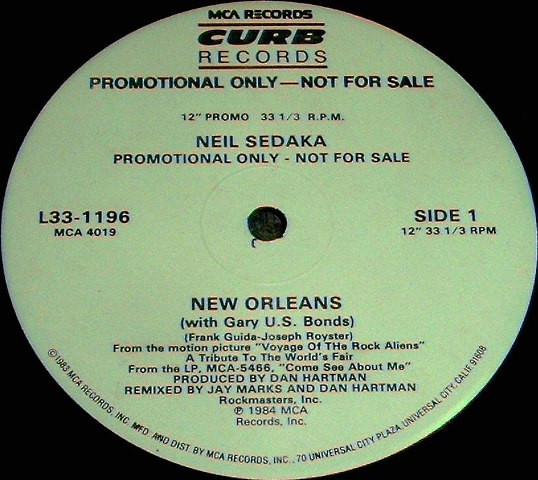 MCA RECORDS
CURB
RECORDS
PROMOTIONAL ONLY—NOT FOR SALE
12" PROMO 33 1/3 R.P.M.
NEIL SEDAKA
PROMOTIONAL ONLY - NOT FOR SALE
L33-1196
MCA 4019
SIDE 1
12" 33 1/3 RPM
NEW ORLEANS
(with Gary U.S. Bonds)
(Frank Guida-Joseph Royster)
From the motion picture "Voyage Of THe Rock Aliens"
A Tribute To The World's Fair
From the LP, MCA-5466, "Come See About Me"
PRODUCED BY DAN HARTMAN
REMIXED BY JAY MARKS AND DAN HARTMAN
Rockmasters, Inc.
℗ 1984 MCA
Records, Inc.
©1983 MCA RECORDS, INC. MFD. AND DIST. BY MCA RECORDS, INC., 70 UNIVERSAL CITY PLAZA, UNIVERSAL CITY, CALIF. 91608